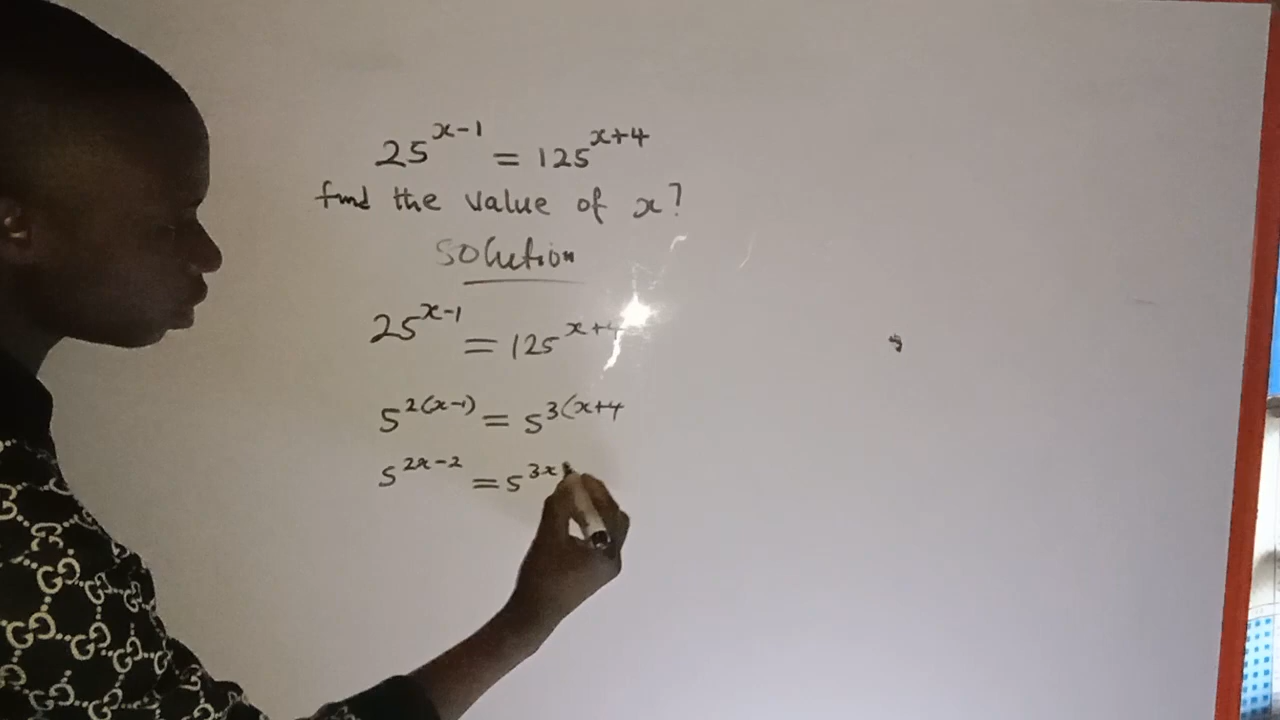 25^{x-1} = 125^{x+4}
find the value of x?
Solution
25^{x-1} = 125^{x+4}
5^{2(x-1)} = 5^{3(x+4}
5^{2x-2} = 5^{3x}